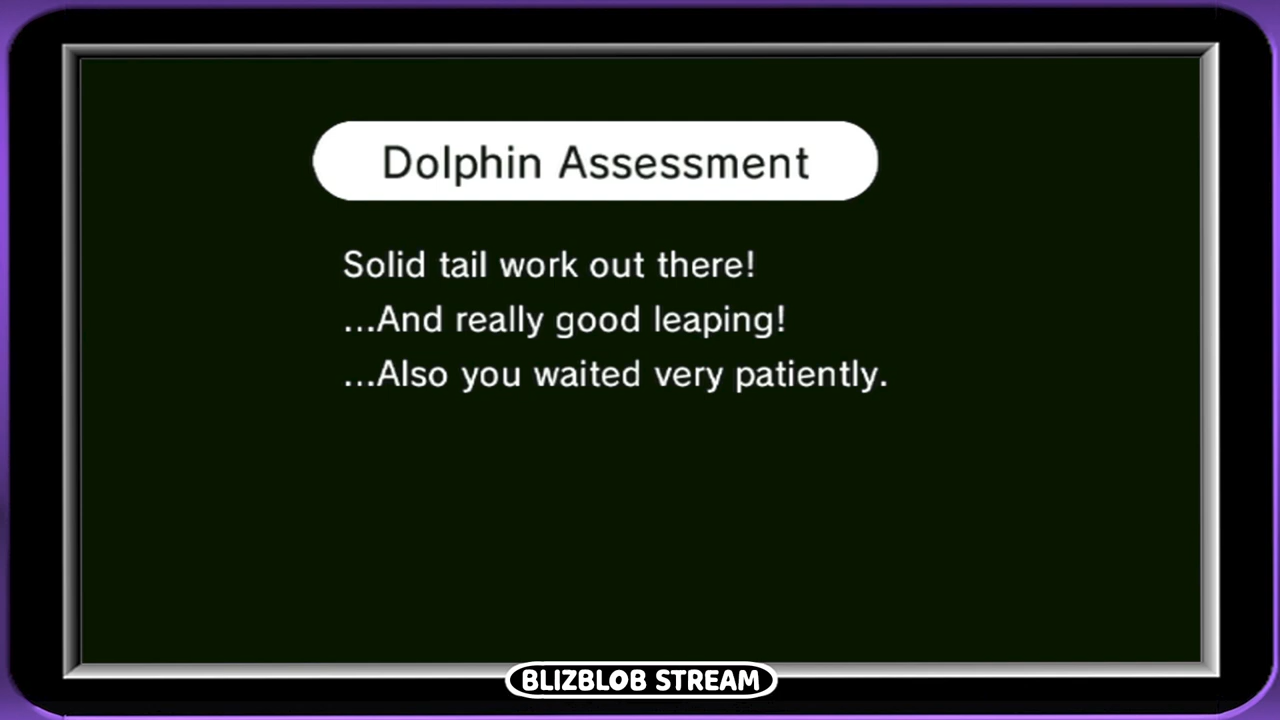 Dolphin Assessment
Solid tail work out there!
...And really good leaping!
...Also you waited very patiently.
BLIZBLOB STREAM